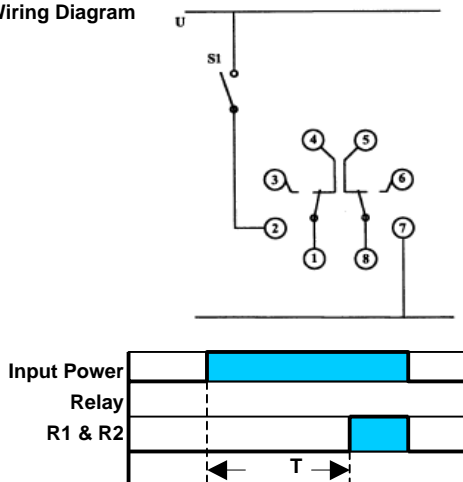 Wiring Diagram
U
S1
4 5
3 6
2 7
1 8
Input Power
Relay
R1 & R2
T